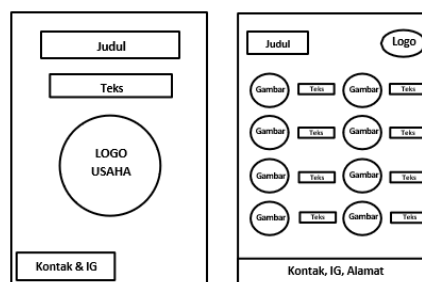 Judul
Teks
LOGO
USAHA
Kontak & IG
Judul
Logo
Gambar Teks Gambar Teks
Gambar Teks Gambar Teks
Gambar Teks Gambar Teks
Gambar Teks Gambar Teks
Kontak, IG, Alamat